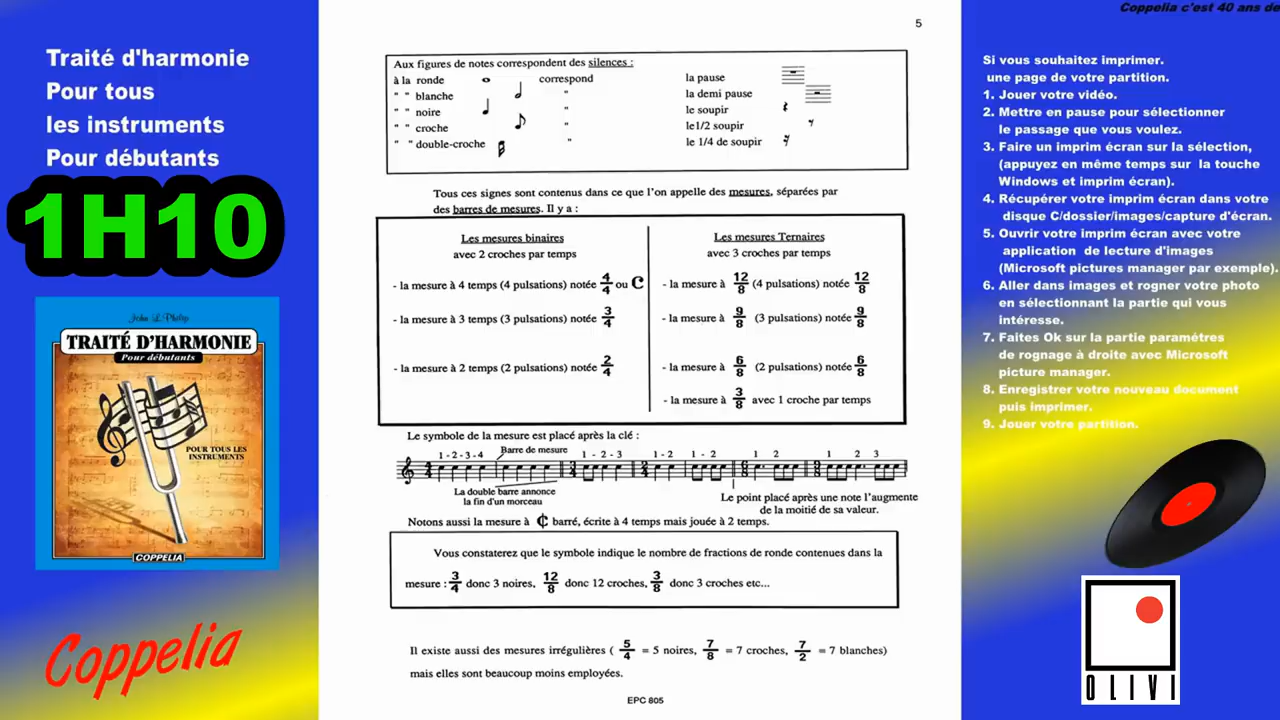 Coppelia c'est 40 ans de
Traité d'harmonie
Pour tous
les instruments
Pour débutants
1H10
John L Philip
TRAITÉ D'HARMONIE
Pour débutants
POUR TOUS LES
INSTRUMENTS
COPPELIA
Coppelia
5
Aux figures de notes correspondent des silences :
à la ronde correspond la pause
" " blanche " la demi pause
" " noire " le soupir
" " croche " le1/2 soupir
" " double-croche " le 1/4 de soupir
Tous ces signes sont contenus dans ce que l'on appelle des mesures, séparées par
des barres de mesures. Il y a :
Les mesures binaires
avec 2 croches par temps
- la mesure à 4 temps (4 pulsations) notée 4/4 ou C
- la mesure à 3 temps (3 pulsations) notée 3/4
- la mesure à 2 temps (2 pulsations) notée 2/4
Les mesures Ternaires
avec 3 croches par temps
- la mesure à 12/8 (4 pulsations) notée 12/8
- la mesure à 9/8 (3 pulsations) notée 9/8
- la mesure à 6/8 (2 pulsations) notée 6/8
- la mesure à 3/8 avec 1 croche par temps
Le symbole de la mesure est placé après la clé :
1 - 2 - 3 - 4 Barre de mesure 1 - 2 - 3 1 - 2 1 - 2 1 2 1 2 3
La double barre annonce
la fin d'un morceau
Le point placé après une note l'augmente
de la moitié de sa valeur.
Notons aussi la mesure à ¢ barré, écrite à 4 temps mais jouée à 2 temps.
Vous constaterez que le symbole indique le nombre de fractions de ronde contenues dans la
mesure : 3/4 donc 3 noires, 12/8 donc 12 croches, 3/8 donc 3 croches etc...
Il existe aussi des mesures irrégulières ( 5/4 = 5 noires, 7/8 = 7 croches, 7/2 = 7 blanches)
mais elles sont beaucoup moins employées.
EPC 805
Si vous souhaitez imprimer.
une page de votre partition.
1. Jouer votre vidéo.
2. Mettre en pause pour sélectionner
le passage que vous voulez.
3. Faire un imprim écran sur la sélection,
(appuyez en même temps sur la touche
Windows et imprim écran).
4. Récupérer votre imprim écran dans votre
disque C/dossier/images/capture d'écran.
5. Ouvrir votre imprim écran avec votre
application de lecture d'images
(Microsoft pictures manager par exemple).
6. Aller dans images et rogner votre photo
en sélectionnant la partie qui vous
intéresse.
7. Faites Ok sur la partie paramètres
de rognage à droite avec Microsoft
picture manager.
8. Enregistrer votre nouveau document
puis imprimer.
9. Jouer votre partition.
OLIVI